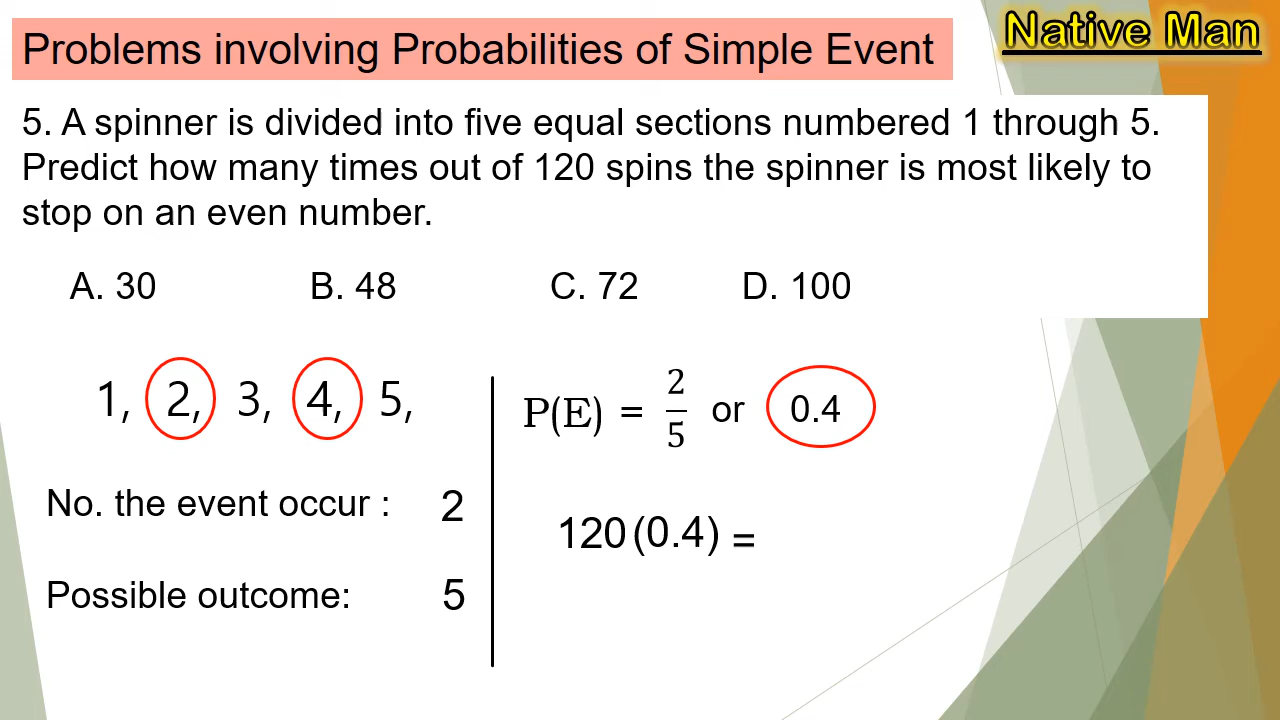 Native Man
Problems involving Probabilities of Simple Event
5. A spinner is divided into five equal sections numbered 1 through 5.
Predict how many times out of 120 spins the spinner is most likely to
stop on an even number.
A. 30 B. 48 C. 72 D. 100
1, 2, 3, 4, 5,
No. the event occur : 2
Possible outcome: 5
P(E) = 2/5 or 0.4
120(0.4) =